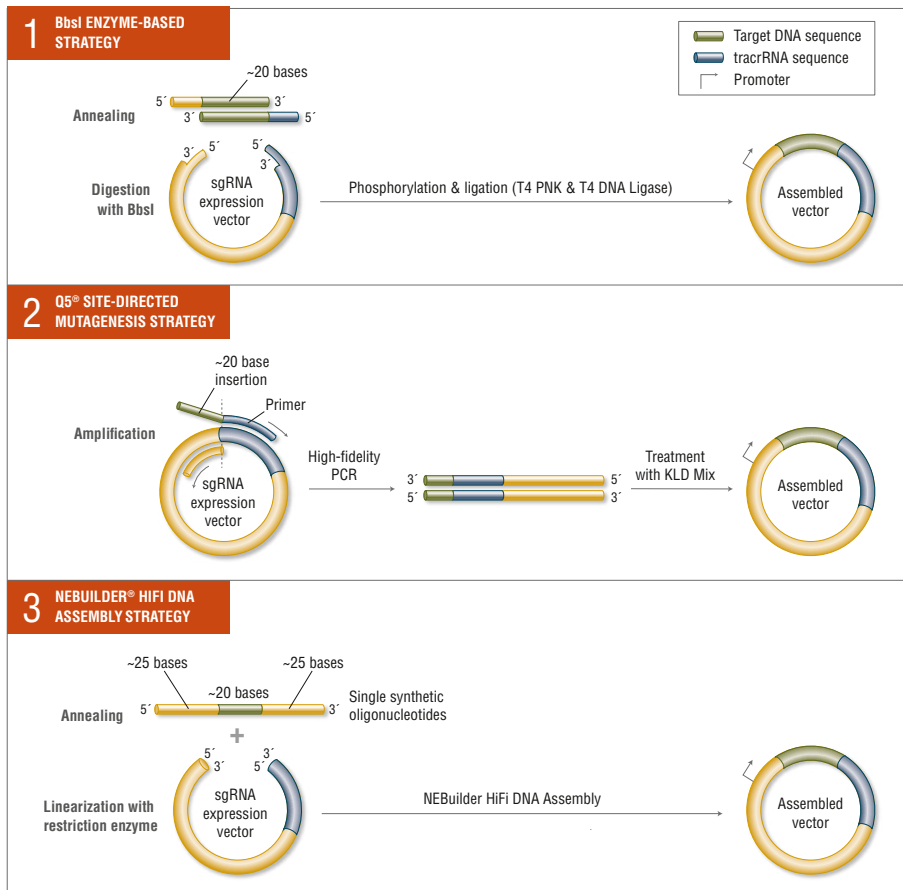 1
BbsI ENZYME-BASED
STRATEGY
Target DNA sequence
tracrRNA sequence
Promoter
~20 bases
5´
3´
3´
5´
Annealing
3´
5´
5´
3´
sgRNA
expression
vector
Digestion
with BbsI
Phosphorylation & ligation (T4 PNK & T4 DNA Ligase)
Assembled
vector
2
Q5® SITE-DIRECTED
MUTAGENESIS STRATEGY
~20 base
insertion
Primer
Amplification
sgRNA
expression
vector
High-fidelity
PCR
3´
5´
5´
3´
Treatment
with KLD Mix
Assembled
vector
3
NEBUILDER® HIFI DNA
ASSEMBLY STRATEGY
~25 bases
~20 bases
~25 bases
Annealing
5´
3´
Single synthetic
oligonucleotides
+
5´
3´
3´
5´
sgRNA
expression
vector
Linearization with
restriction enzyme
NEBuilder HiFi DNA Assembly
Assembled
vector